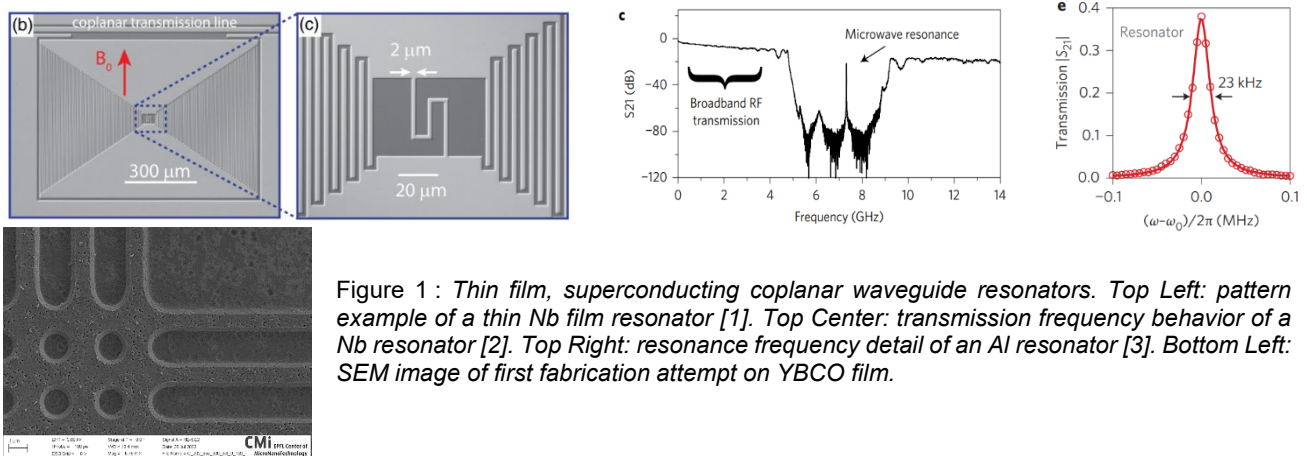 (b)
coplanar transmission line
B₀
300 μm
(c)
2 μm
20 μm
c
S21 (dB)
0
−40
−80
−120
Microwave resonance
Broadband RF
transmission
0 2 4 6 8 10 12 14
Frequency (GHz)
e
Transmission |S₂₁|
0.4
0.3
0.2
0.1
0.0
Resonator
23 kHz
−0.1 0.0 0.1
(ω-ω₀)/2π (MHz)
Figure 1 : Thin film, superconducting coplanar waveguide resonators. Top Left: pattern
example of a thin Nb film resonator [1]. Top Center: transmission frequency behavior of a
Nb resonator [2]. Top Right: resonance frequency detail of an Al resonator [3]. Bottom Left:
SEM image of first fabrication attempt on YBCO film.
1 μm
CMi EPFL Center of
MicroNanoTechnology